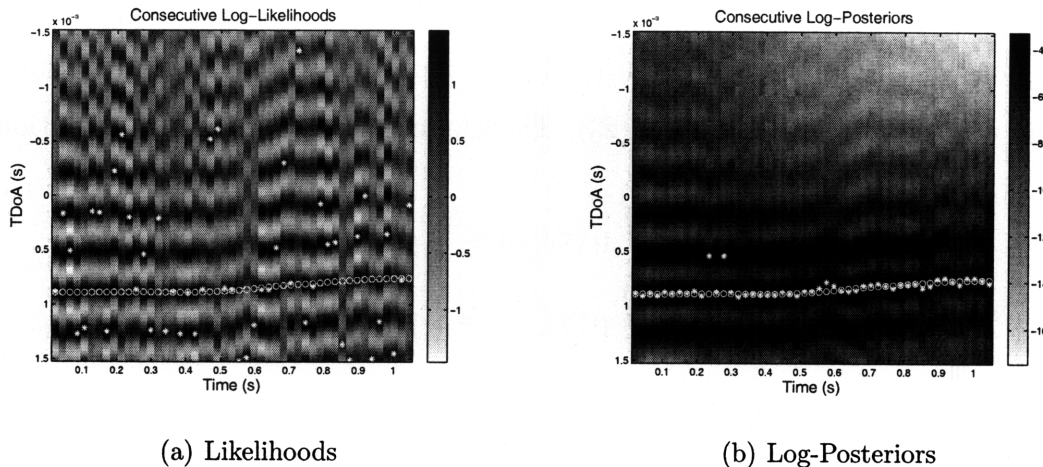 Consecutive Log-Likelihoods
x 10⁻³
-1.5
-1
-0.5
0
0.5
1
1.5
TDoA (s)
0.1 0.2 0.3 0.4 0.5 0.6 0.7 0.8 0.9 1
Time (s)
1
0.5
0
-0.5
-1
(a) Likelihoods
Consecutive Log-Posteriors
x 10⁻³
-1.5
-1
-0.5
0
0.5
1
1.5
TDoA (s)
0.1 0.2 0.3 0.4 0.5 0.6 0.7 0.8 0.9 1
Time (s)
(b) Log-Posteriors